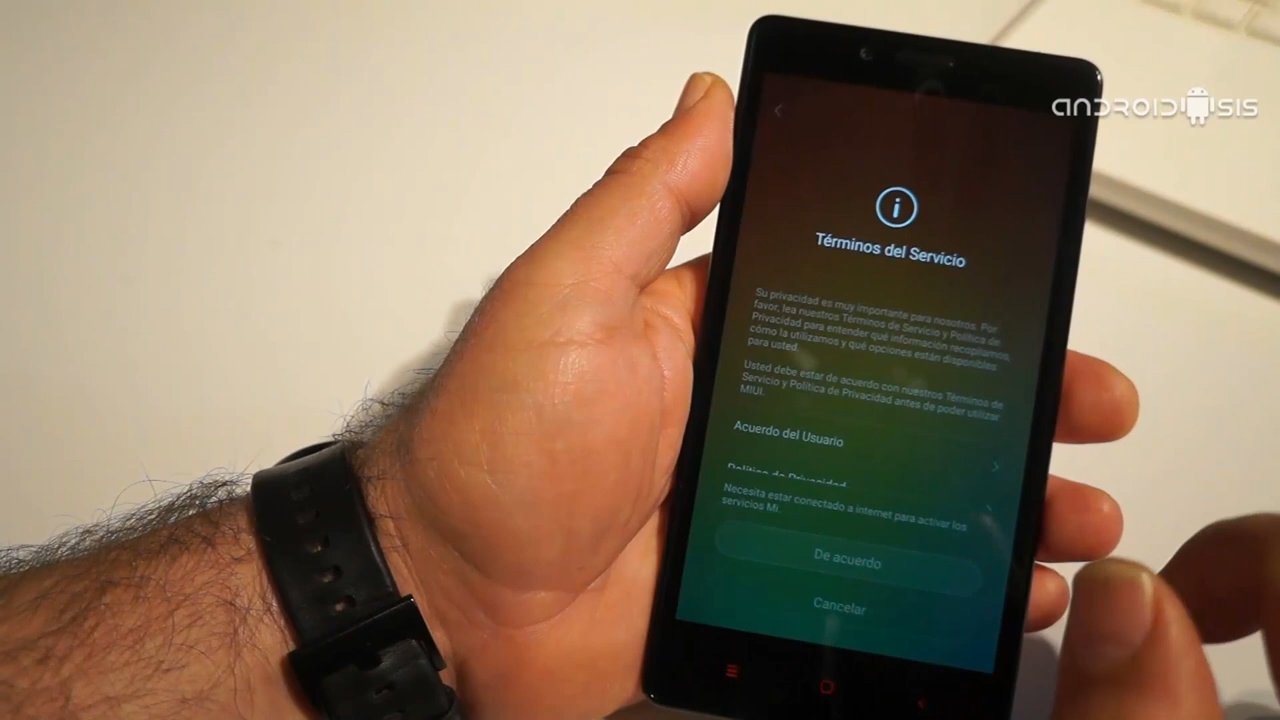 ANDROIDSIS
Términos del Servicio
Su privacidad es muy importante para nosotros. Por
favor, lea nuestros Términos de Servicio y Política de
Privacidad para entender qué información recopilamos,
cómo la utilizamos y qué opciones están disponibles
para usted.
Usted debe estar de acuerdo con nuestros Términos de
Servicio y Política de Privacidad antes de poder utilizar
MIUI.
Acuerdo del Usuario
Política de Privacidad
Necesita estar conectado a internet para activar los
servicios Mi.
De acuerdo
Cancelar